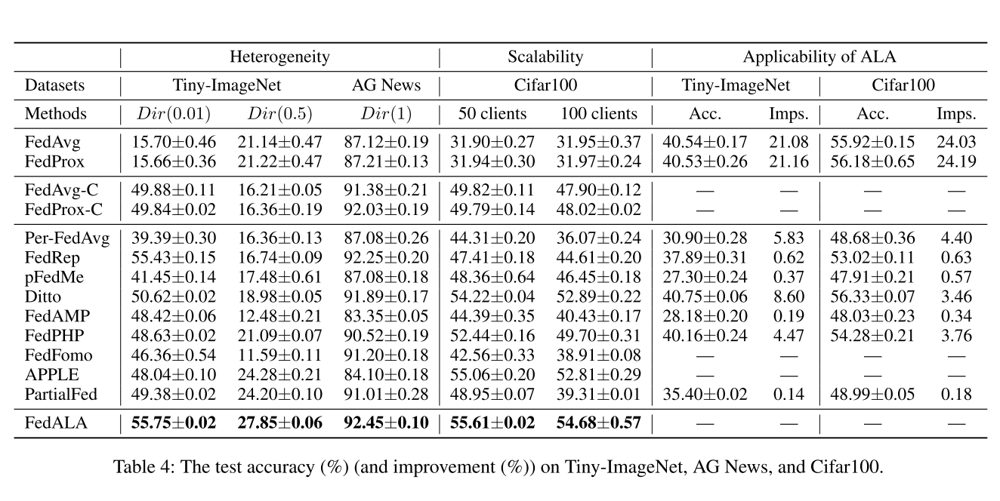 Heterogeneity Scalability Applicability of ALA
Datasets Tiny-ImageNet AG News Cifar100 Tiny-ImageNet Cifar100
Methods Dir(0.01) Dir(0.5) Dir(1) 50 clients 100 clients Acc. Imps. Acc. Imps.
FedAvg 15.70±0.46 21.14±0.47 87.12±0.19 31.90±0.27 31.95±0.37 40.54±0.17 21.08 55.92±0.15 24.03
FedProx 15.66±0.36 21.22±0.47 87.21±0.13 31.94±0.30 31.97±0.24 40.53±0.26 21.16 56.18±0.65 24.19
FedAvg-C 49.88±0.11 16.21±0.05 91.38±0.21 49.82±0.11 47.90±0.12 — — — —
FedProx-C 49.84±0.02 16.36±0.19 92.03±0.19 49.79±0.14 48.02±0.02 — — — —
Per-FedAvg 39.39±0.30 16.36±0.13 87.08±0.26 44.31±0.20 36.07±0.24 30.90±0.28 5.83 48.68±0.36 4.40
FedRep 55.43±0.15 16.74±0.09 92.25±0.20 47.41±0.18 44.61±0.20 37.89±0.31 0.62 53.02±0.11 0.63
pFedMe 41.45±0.14 17.48±0.61 87.08±0.18 48.36±0.64 46.45±0.18 27.30±0.24 0.37 47.91±0.21 0.57
Ditto 50.62±0.02 18.98±0.05 91.89±0.17 54.22±0.04 52.89±0.22 40.75±0.06 8.60 56.33±0.07 3.46
FedAMP 48.42±0.06 12.48±0.21 83.35±0.05 44.39±0.35 40.43±0.17 28.18±0.20 0.19 48.03±0.23 0.34
FedPHP 48.63±0.02 21.09±0.07 90.52±0.19 52.44±0.16 49.70±0.31 40.16±0.24 4.47 54.28±0.21 3.76
FedFomo 46.36±0.54 11.59±0.11 91.20±0.18 42.56±0.33 38.91±0.08 — — — —
APPLE 48.04±0.10 24.28±0.21 84.10±0.18 55.06±0.20 52.81±0.29 — — — —
PartialFed 49.38±0.02 24.20±0.10 91.01±0.28 48.95±0.07 39.31±0.01 35.40±0.02 0.14 48.99±0.05 0.18
FedALA 55.75±0.02 27.85±0.06 92.45±0.10 55.61±0.02 54.68±0.57 — — — —
Table 4: The test accuracy (%) (and improvement (%)) on Tiny-ImageNet, AG News, and Cifar100.